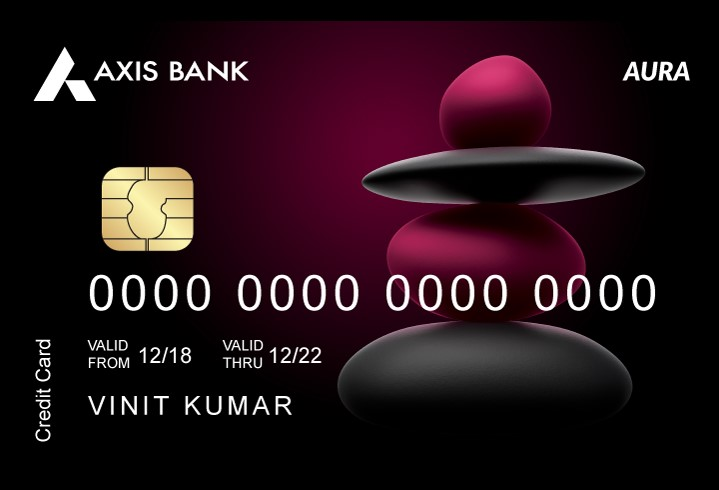 AXIS BANK
AURA
0000 0000 0000 0000
VALID FROM 12/18 VALID THRU 12/22
VINIT KUMAR
Credit Card